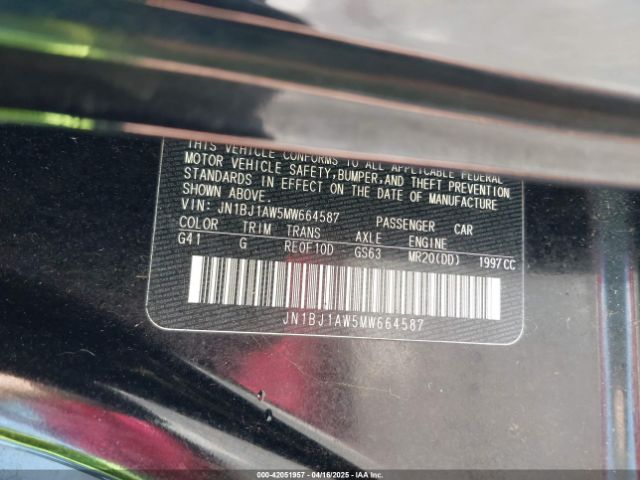 THIS VEHICLE CONFORMS TO ALL APPLICABLE FEDERAL
MOTOR VEHICLE SAFETY, BUMPER, AND THEFT PREVENTION
STANDARDS IN EFFECT ON THE DATE OF MANUFACTURE
SHOWN ABOVE.
VIN: JN1BJ1AW5MW664587 PASSENGER CAR
COLOR TRIM TRANS AXLE ENGINE
G41 G RE0F10D GS63 MR20(DD) 1997CC
JN1BJ1AW5MW664587
000-42051957 - 04/16/2025 - IAA Inc.